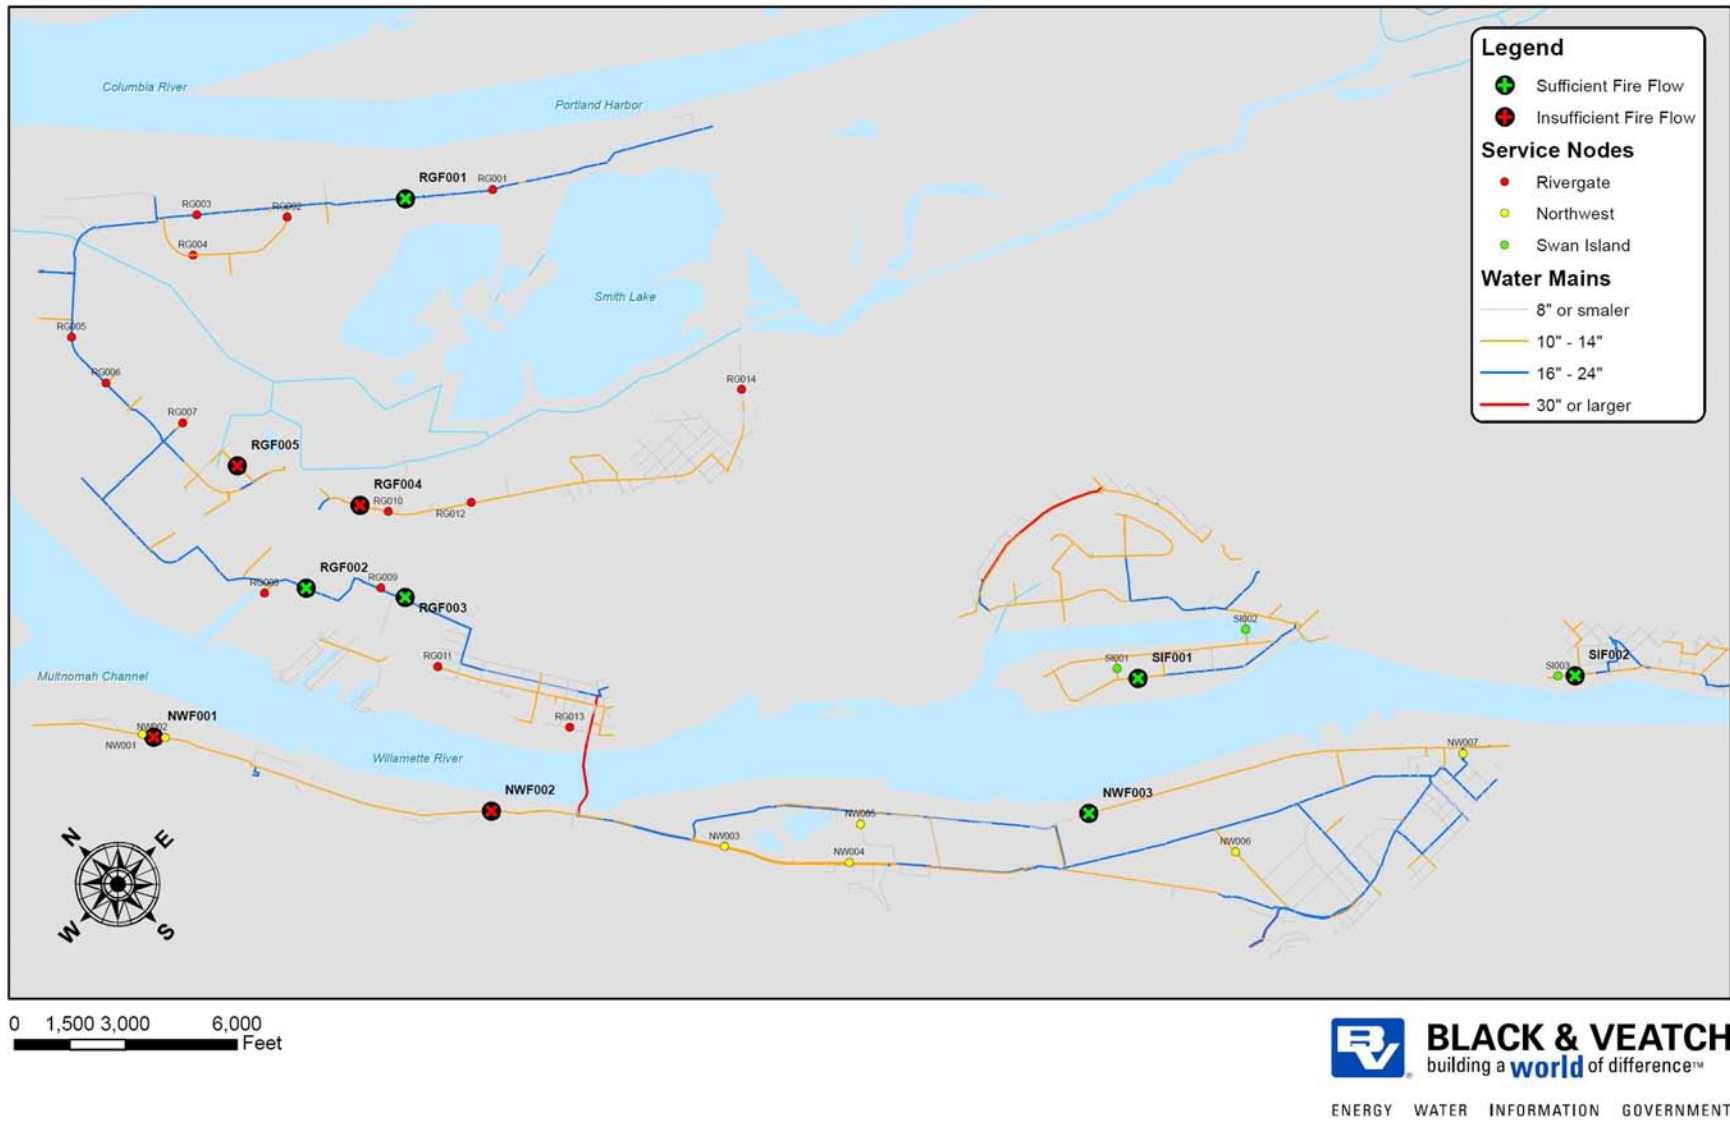 Columbia River
Portland Harbor
Legend
Sufficient Fire Flow
Insufficient Fire Flow
Service Nodes
Rivergate
Northwest
Swan Island
Water Mains
8" or smaler
10" - 14"
16" - 24"
30" or larger
RGF001
RG001
RG003
RG002
RG004
Smith Lake
RG005
RG006
RG014
RG007
RGF005
RGF004
RG010
RG012
RGF002
RG009
RG008
RGF003
SI002
RG011
SI001
SIF001
SIF002
SI003
Multnomah Channel
NWF001
RG013
NW002
NW001
NW007
Willamette River
NWF002
NWF003
NW005
NW003
NW004
NW006
N
E
W
S
0 1,500 3,000 6,000
Feet
BV
®
BLACK & VEATCH
building a world of difference™
ENERGY WATER INFORMATION GOVERNMENT